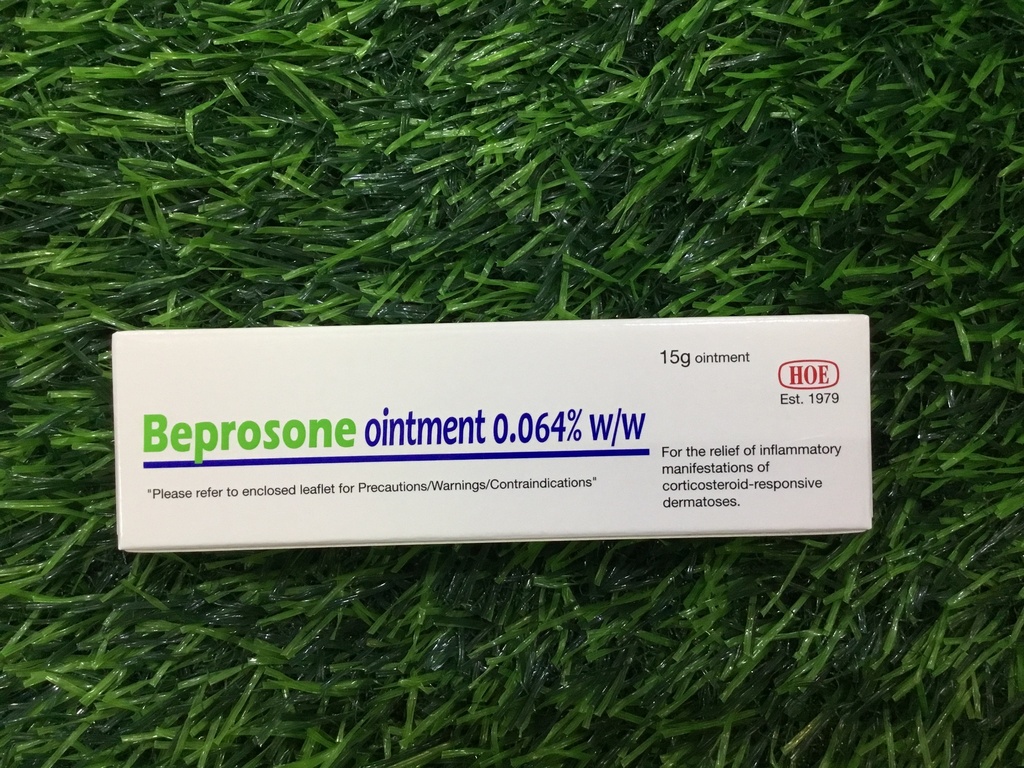 15g ointment
HOE
Est. 1979
Beprosone ointment 0.064% w/w
"Please refer to enclosed leaflet for Precautions/Warnings/Contraindications"
For the relief of inflammatory
manifestations of
corticosteroid-responsive
dermatoses.